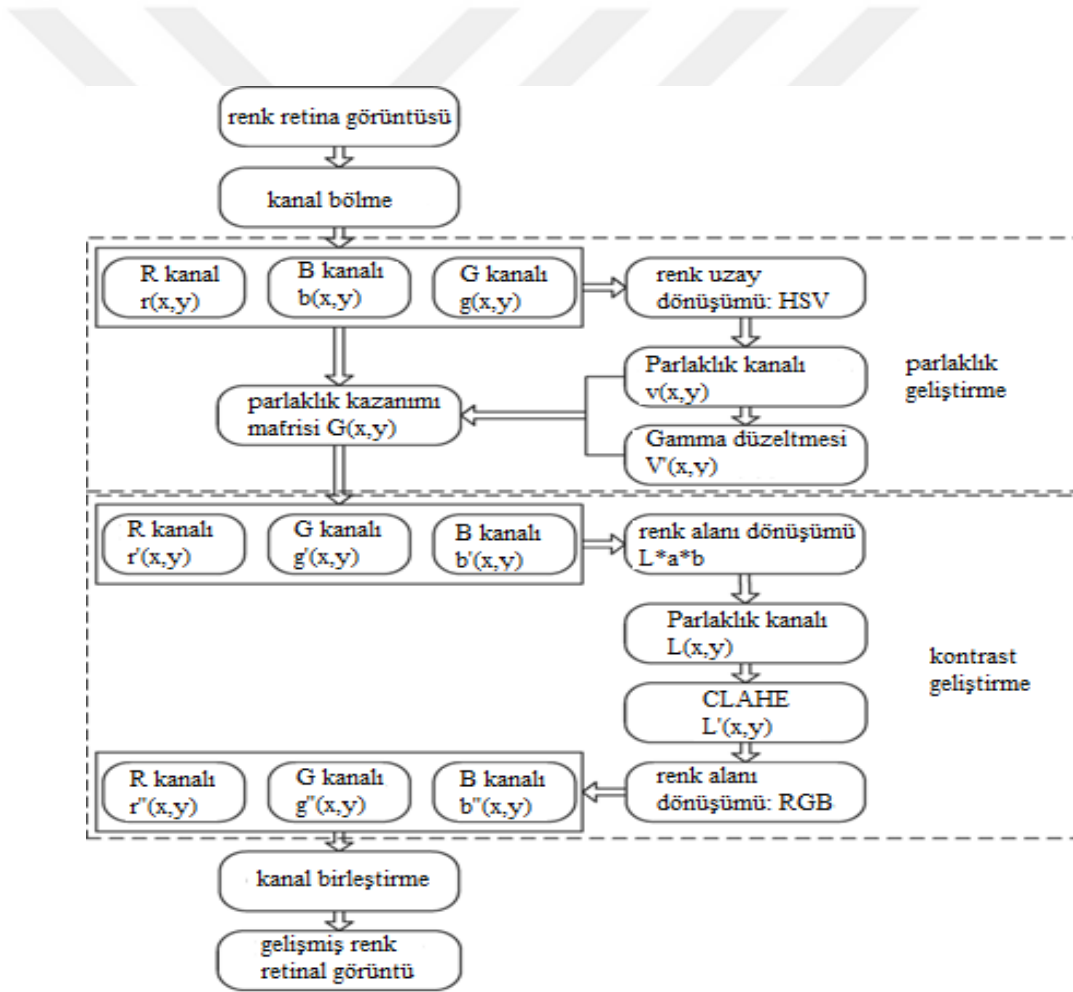 renk retina görüntüsü
kanal bölme
R kanal
r(x,y)
B kanalı
b(x,y)
G kanalı
g(x,y)
renk uzay
dönüşümü: HSV
Parlaklık kanalı
v(x,y)
parlaklık
geliştirme
parlaklık kazanımı
matrisi G(x,y)
Gamma düzeltmesi
V'(x,y)
R kanalı
r'(x,y)
G kanalı
g'(x,y)
B kanalı
b'(x,y)
renk alanı dönüşümü
L*a*b
Parlaklık kanalı
L(x,y)
kontrast
geliştirme
CLAHE
L'(x,y)
R kanalı
r"(x,y)
G kanalı
g"(x,y)
B kanalı
b"(x,y)
renk alanı
dönüşümü: RGB
kanal birleştirme
gelişmiş renk
retinal görüntü